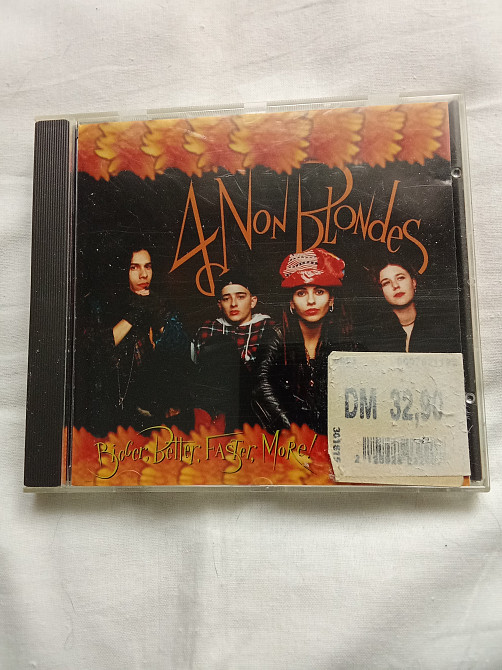 4 Non Blondes
DM 32,90
Bigger, Better, Faster, More!